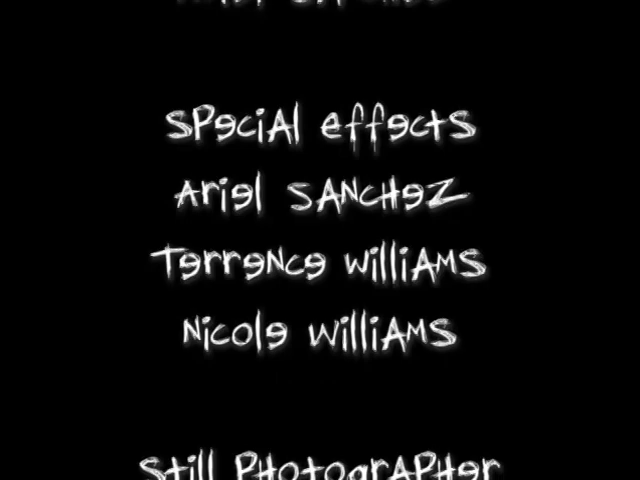 Special effects
Ariel Sanchez
Terrence Williams
Nicole Williams
Still Photographer